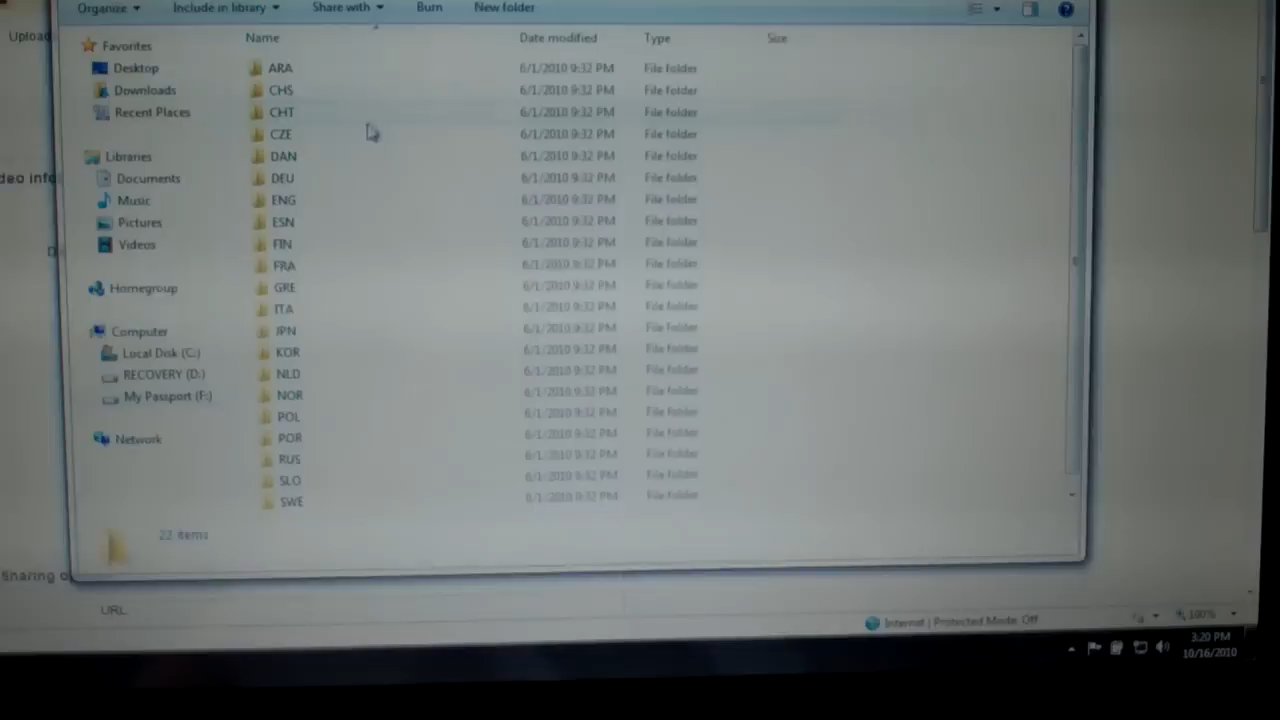 Organize Include in library Share with Burn New folder
Upload
Name Date modified Type Size
Favorites
Desktop
Downloads
Recent Places
Libraries
Documents
Music
Pictures
Videos
Homegroup
Computer
Local Disk (C:)
RECOVERY (D:)
My Passport (F:)
Network
ARA 6/1/2010 9:32 PM File folder
CHS 6/1/2010 9:32 PM File folder
CHT 6/1/2010 9:32 PM File folder
CZE 6/1/2010 9:32 PM File folder
DAN 6/1/2010 9:32 PM File folder
DEU 6/1/2010 9:32 PM File folder
ENG 6/1/2010 9:32 PM File folder
ESN 6/1/2010 9:32 PM File folder
FIN 6/1/2010 9:32 PM File folder
FRA 6/1/2010 9:32 PM File folder
GRE 6/1/2010 9:32 PM File folder
ITA 6/1/2010 9:32 PM File folder
JPN 6/1/2010 9:32 PM File folder
KOR 6/1/2010 9:32 PM File folder
NLD 6/1/2010 9:32 PM File folder
NOR 6/1/2010 9:32 PM File folder
POL 6/1/2010 9:32 PM File folder
POR 6/1/2010 9:32 PM File folder
RUS 6/1/2010 9:32 PM File folder
SLO 6/1/2010 9:32 PM File folder
SWE 6/1/2010 9:32 PM File folder
22 items
deo info
D
Sharing o
URL
Internet | Protected Mode: Off
100%
3:20 PM
10/16/2010